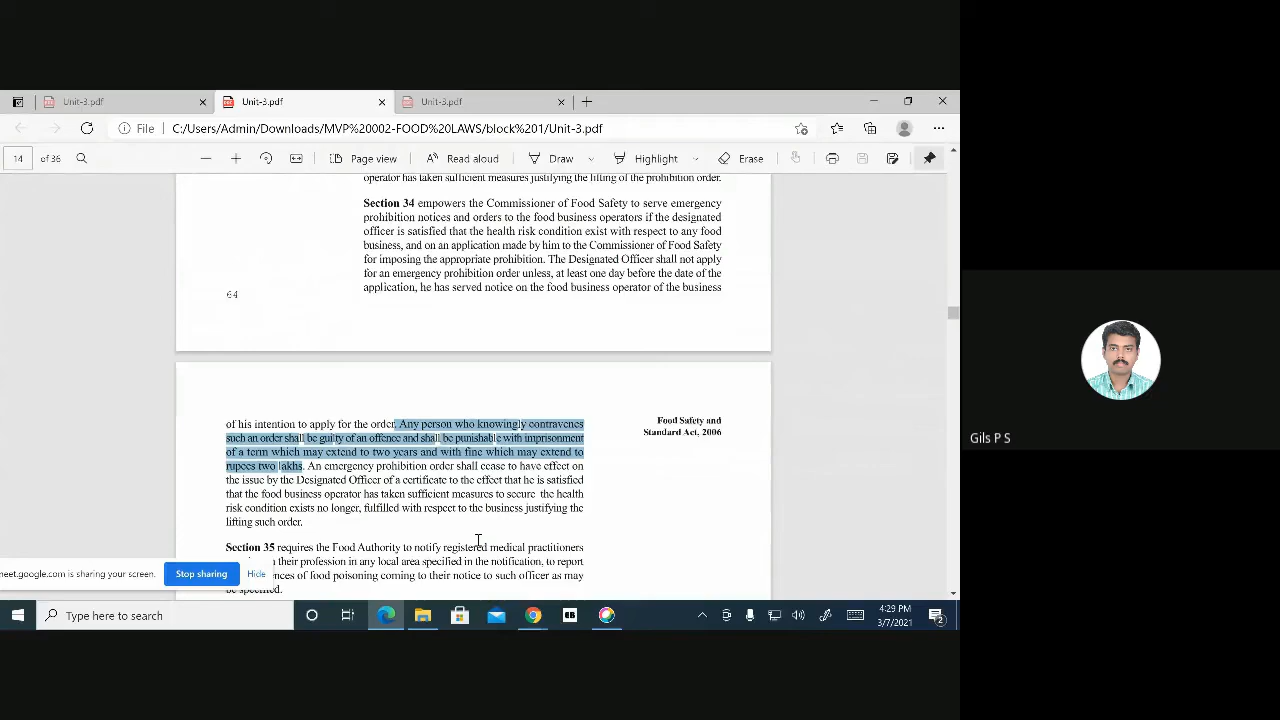 Unit-3.pdf
Unit-3.pdf
Unit-3.pdf
File C:/Users/Admin/Downloads/MVP%20002-FOOD%20LAWS/block%201/Unit-3.pdf
14 of 36 Page view Read aloud Draw Highlight Erase
operator has taken sufficient measures justifying the lifting of the prohibition order.
Section 34 empowers the Commissioner of Food Safety to serve emergency
prohibition notices and orders to the food business operators if the designated
officer is satisfied that the health risk condition exist with respect to any food
business, and on an application made by him to the Commissioner of Food Safety
for imposing the appropriate prohibition. The Designated Officer shall not apply
for an emergency prohibition order unless, at least one day before the date of the
application, he has served notice on the food business operator of the business
64
of his intention to apply for the order. Any person who knowingly contravenes
such an order shall be guilty of an offence and shall be punishable with imprisonment
of a term which may extend to two years and with fine which may extend to
rupees two lakhs. An emergency prohibition order shall cease to have effect on
the issue by the Designated Officer of a certificate to the effect that he is satisfied
that the food business operator has taken sufficient measures to secure the health
risk condition exists no longer, fulfilled with respect to the business justifying the
lifting such order.
Food Safety and
Standard Act, 2006
Section 35 requires the Food Authority to notify registered medical practitioners
their profession in any local area specified in the notification, to report
of food poisoning coming to their notice to such officer as may
be specified.
meet.google.com is sharing your screen. Stop sharing Hide
Type here to search
4:29 PM
3/7/2021
2
Gils P S